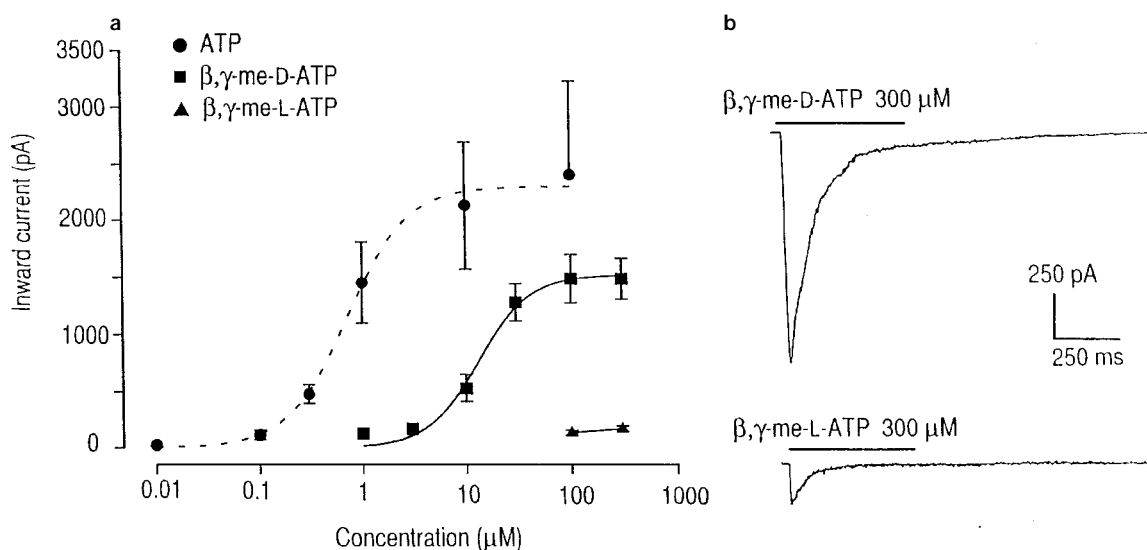 a
ATP
β,γ-me-D-ATP
β,γ-me-L-ATP
3500
3000
2000
1000
0
Inward current (pA)
0.01 0.1 1 10 100 1000
Concentration (μM)
b
β,γ-me-D-ATP 300 μM
250 pA
250 ms
β,γ-me-L-ATP 300 μM